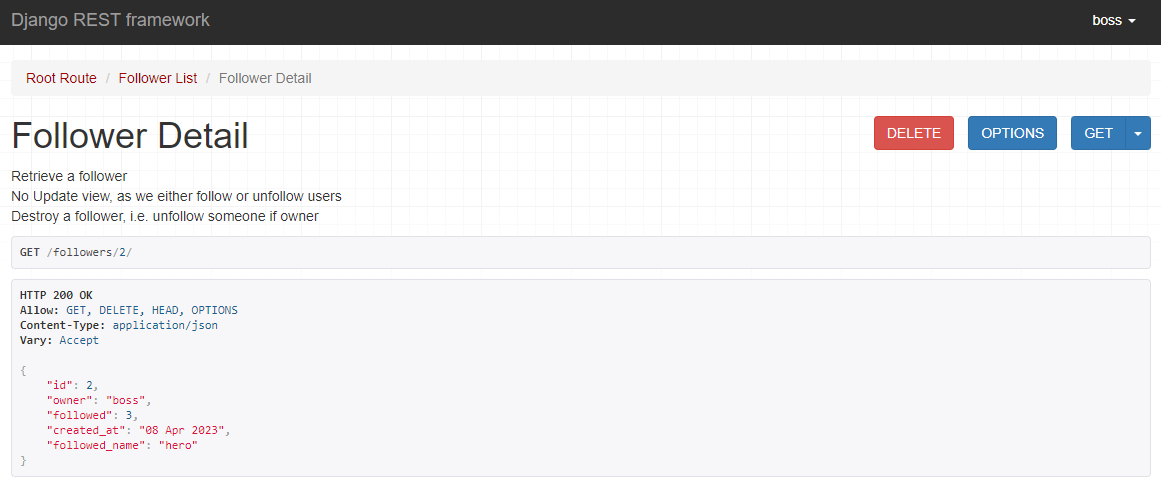 Django REST framework
boss
Root Route / Follower List / Follower Detail
Follower Detail
DELETE
OPTIONS
GET
Retrieve a follower
No Update view, as we either follow or unfollow users
Destroy a follower, i.e. unfollow someone if owner
GET /followers/2/
HTTP 200 OK
Allow: GET, DELETE, HEAD, OPTIONS
Content-Type: application/json
Vary: Accept
{
    "id": 2,
    "owner": "boss",
    "followed": 3,
    "created_at": "08 Apr 2023",
    "followed_name": "hero"
}